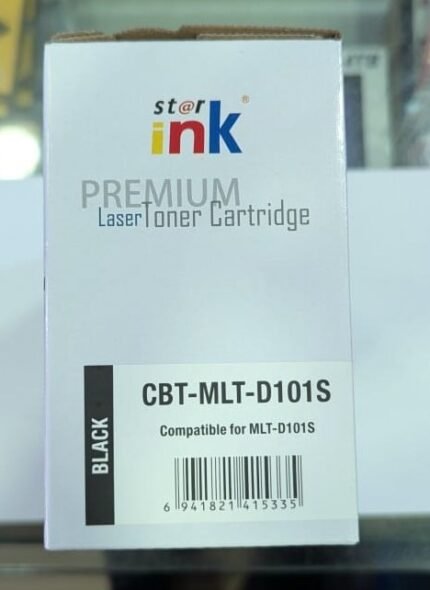 st@r
ink®
PREMIUM
Laser Toner Cartridge
BLACK
CBT-MLT-D101S
Compatible for MLT-D101S
6 941821 415335